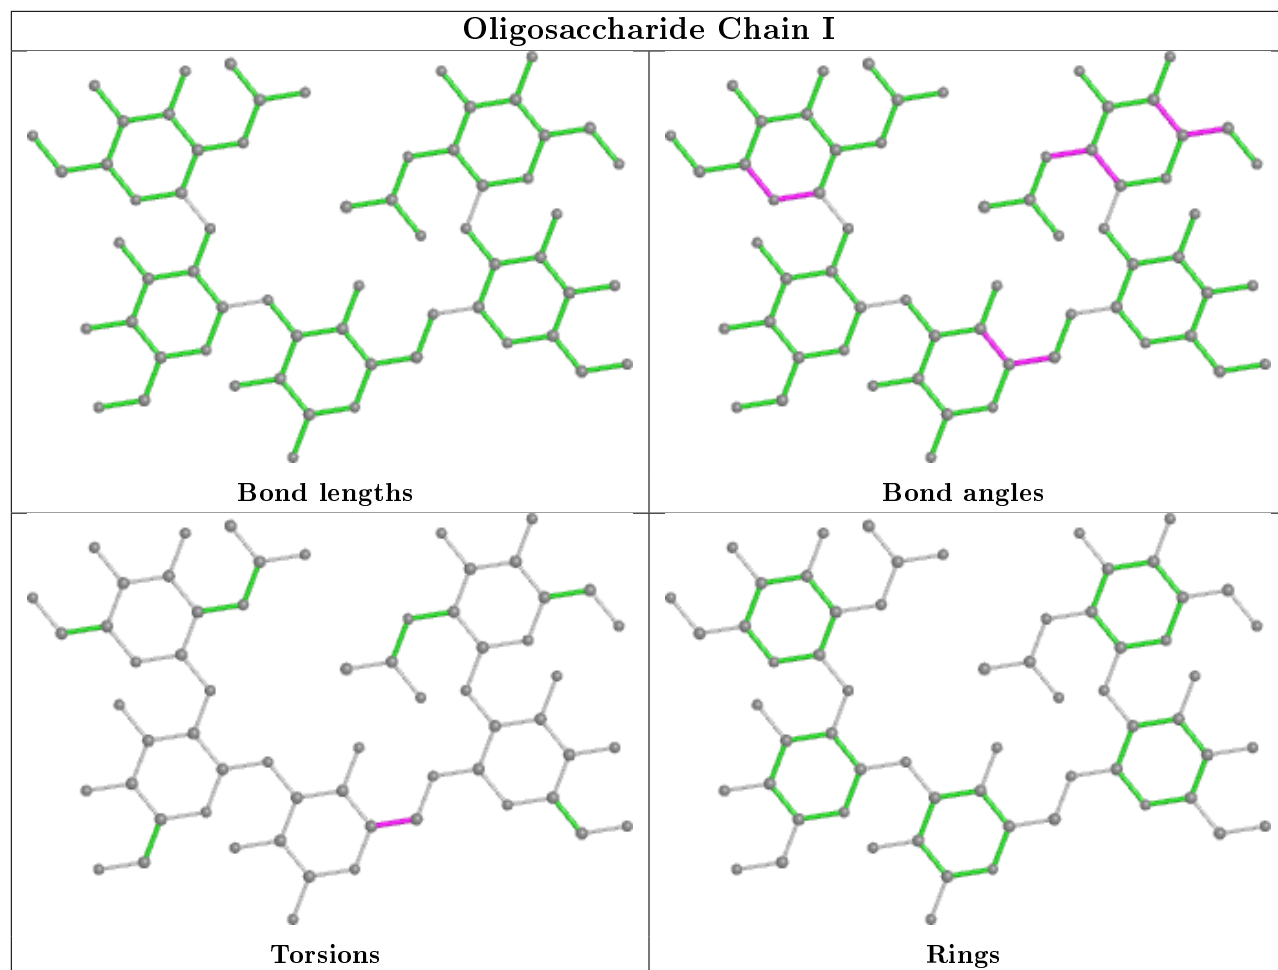 Oligosaccharide Chain I
Bond lengths
Bond angles
Torsions
Rings